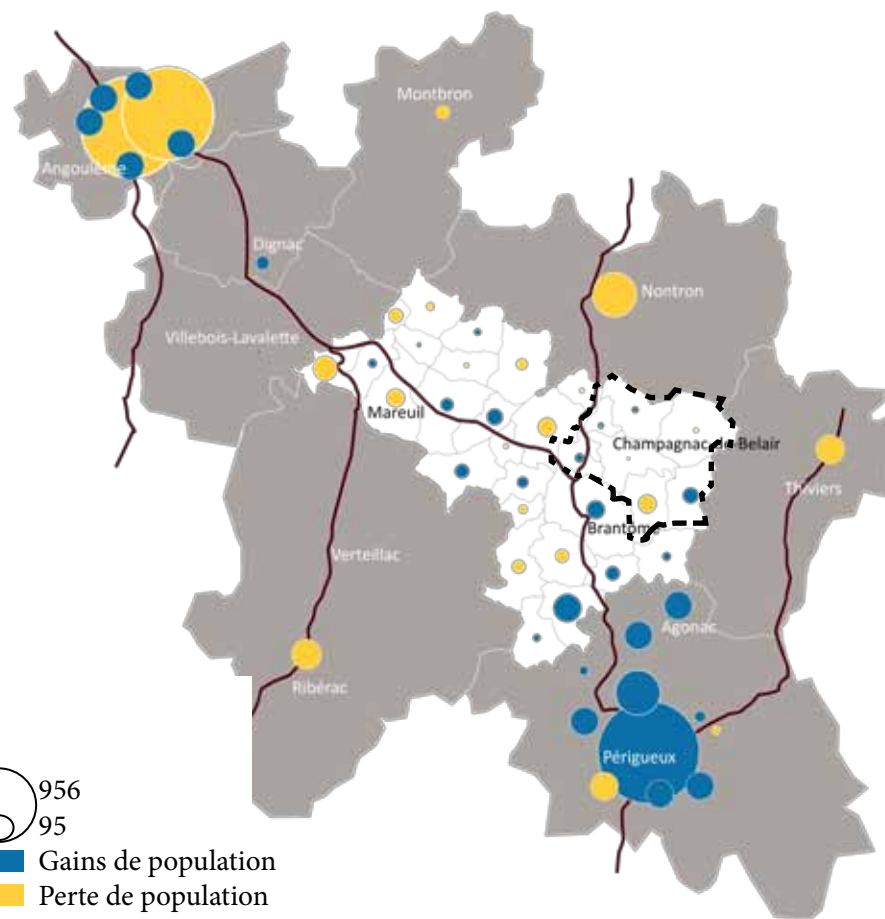 Montbron
Angoulême
Dignac
Nontron
Villebois-Lavalette
Mareuil
Champagnac-de-Belair
Thiviers
Brantome
Verteillac
Agonac
Ribérac
Périgueux
956
95
Gains de population
Perte de population